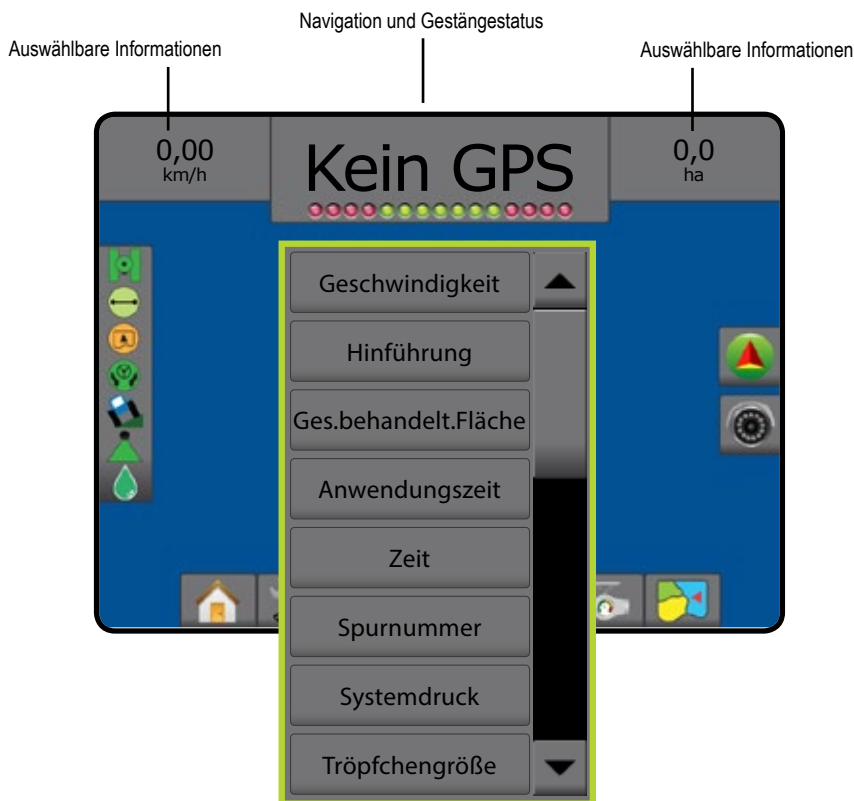 Navigation und Gestängestatus
Auswählbare Informationen
Auswählbare Informationen
0,00
km/h
Kein GPS
0,0
ha
Geschwindigkeit
Hinführung
Ges.behandelt.Fläche
Anwendungszeit
Zeit
Spurnummer
Systemdruck
Tröpfchengröße